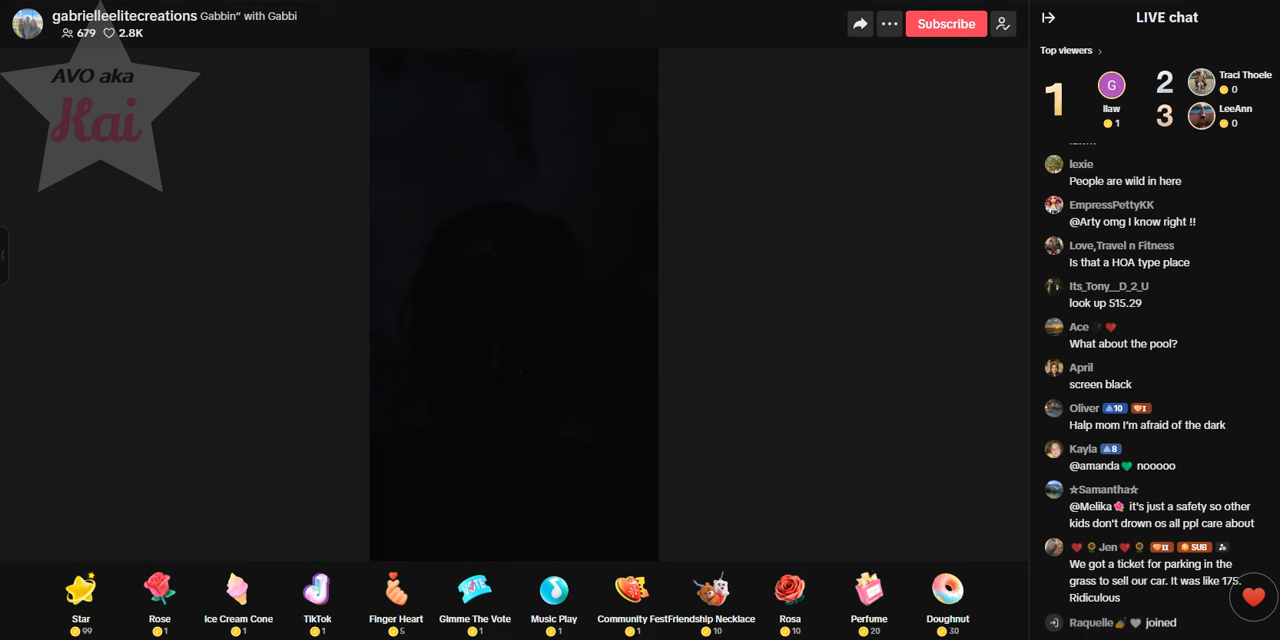 gabrielleelitecreations Gabbin" with Gabbi
679 2.8K
Subscribe
AVO aka
Kai
LIVE chat
Top viewers >
1
G
llaw
1
2
Traci Thoele
0
3
LeeAnn
0
lexie
People are wild in here
EmpressPettyKK
@Arty omg I know right !!
Love,Travel n Fitness
Is that a HOA type place
Its_Tony__D_2_U
look up 515.29
Ace
What about the pool?
April
screen black
Oliver 10 I
Halp mom I'm afraid of the dark
Kayla 8
@amanda💚 nooooo
☆Samantha☆
@Melika🌺 it's just a safety so other
kids don't drown os all ppl care about
❤️🌻Jen❤️🌻 II SUB
We got a ticket for parking in the
grass to sell our car. It was like 175.
Ridiculous
Raquelle joined
Star
99
Rose
1
Ice Cream Cone
1
TikTok
1
Finger Heart
5
VOTE
Gimme The Vote
1
Music Play
1
Community Fest
1
Friendship Necklace
10
Rosa
10
Perfume
20
Doughnut
30